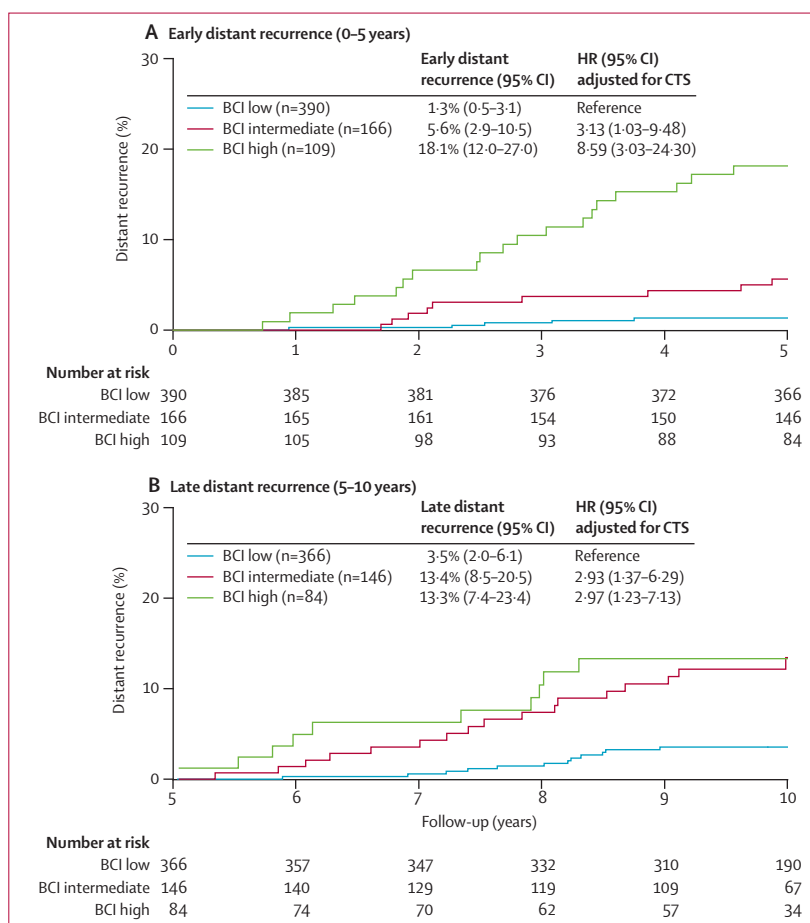 A Early distant recurrence (0–5 years)
30
20
10
0
Distant recurrence (%)
Early distant recurrence (95% CI) HR (95% CI) adjusted for CTS
BCI low (n=390) 1·3% (0·5–3·1) Reference
BCI intermediate (n=166) 5·6% (2·9–10·5) 3·13 (1·03–9·48)
BCI high (n=109) 18·1% (12·0–27·0) 8·59 (3·03–24·30)
0 1 2 3 4 5
Number at risk
BCI low 390 385 381 376 372 366
BCI intermediate 166 165 161 154 150 146
BCI high 109 105 98 93 88 84
B Late distant recurrence (5–10 years)
30
20
10
0
Distant recurrence (%)
Late distant recurrence (95% CI) HR (95% CI) adjusted for CTS
BCI low (n=366) 3·5% (2·0–6·1) Reference
BCI intermediate (n=146) 13·4% (8·5–20·5) 2·93 (1·37–6·29)
BCI high (n=84) 13·3% (7·4–23·4) 2·97 (1·23–7·13)
5 6 7 8 9 10
Follow-up (years)
Number at risk
BCI low 366 357 347 332 310 190
BCI intermediate 146 140 129 119 109 67
BCI high 84 74 70 62 57 34